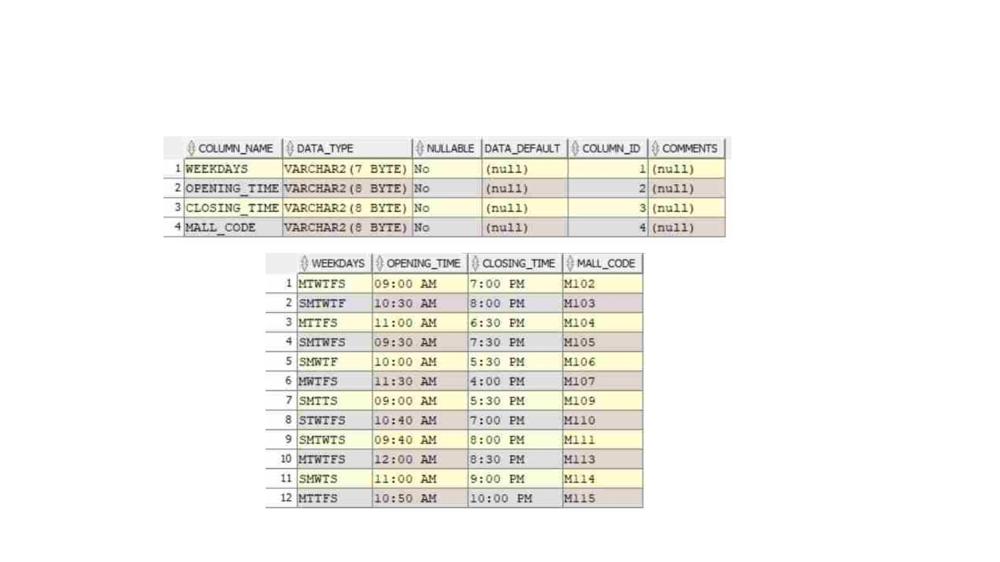 COLUMN_NAME DATA_TYPE NULLABLE DATA_DEFAULT COLUMN_ID COMMENTS
1 WEEKDAYS VARCHAR2(7 BYTE) No (null) 1 (null)
2 OPENING_TIME VARCHAR2(8 BYTE) No (null) 2 (null)
3 CLOSING_TIME VARCHAR2(8 BYTE) No (null) 3 (null)
4 MALL_CODE VARCHAR2(8 BYTE) No (null) 4 (null)
WEEKDAYS OPENING_TIME CLOSING_TIME MALL_CODE
1 MTWTFS 09:00 AM 7:00 PM M102
2 SMTWTF 10:30 AM 8:00 PM M103
3 MTTFS 11:00 AM 6:30 PM M104
4 SMTWFS 09:30 AM 7:30 PM M105
5 SMWTF 10:00 AM 5:30 PM M106
6 MWTFS 11:30 AM 4:00 PM M107
7 SMTTS 09:00 AM 5:30 PM M109
8 STWTFS 10:40 AM 7:00 PM M110
9 SMTWTS 09:40 AM 8:00 PM M111
10 MTWTFS 12:00 AM 8:30 PM M113
11 SMWTS 11:00 AM 9:00 PM M114
12 MTTFS 10:50 AM 10:00 PM M115